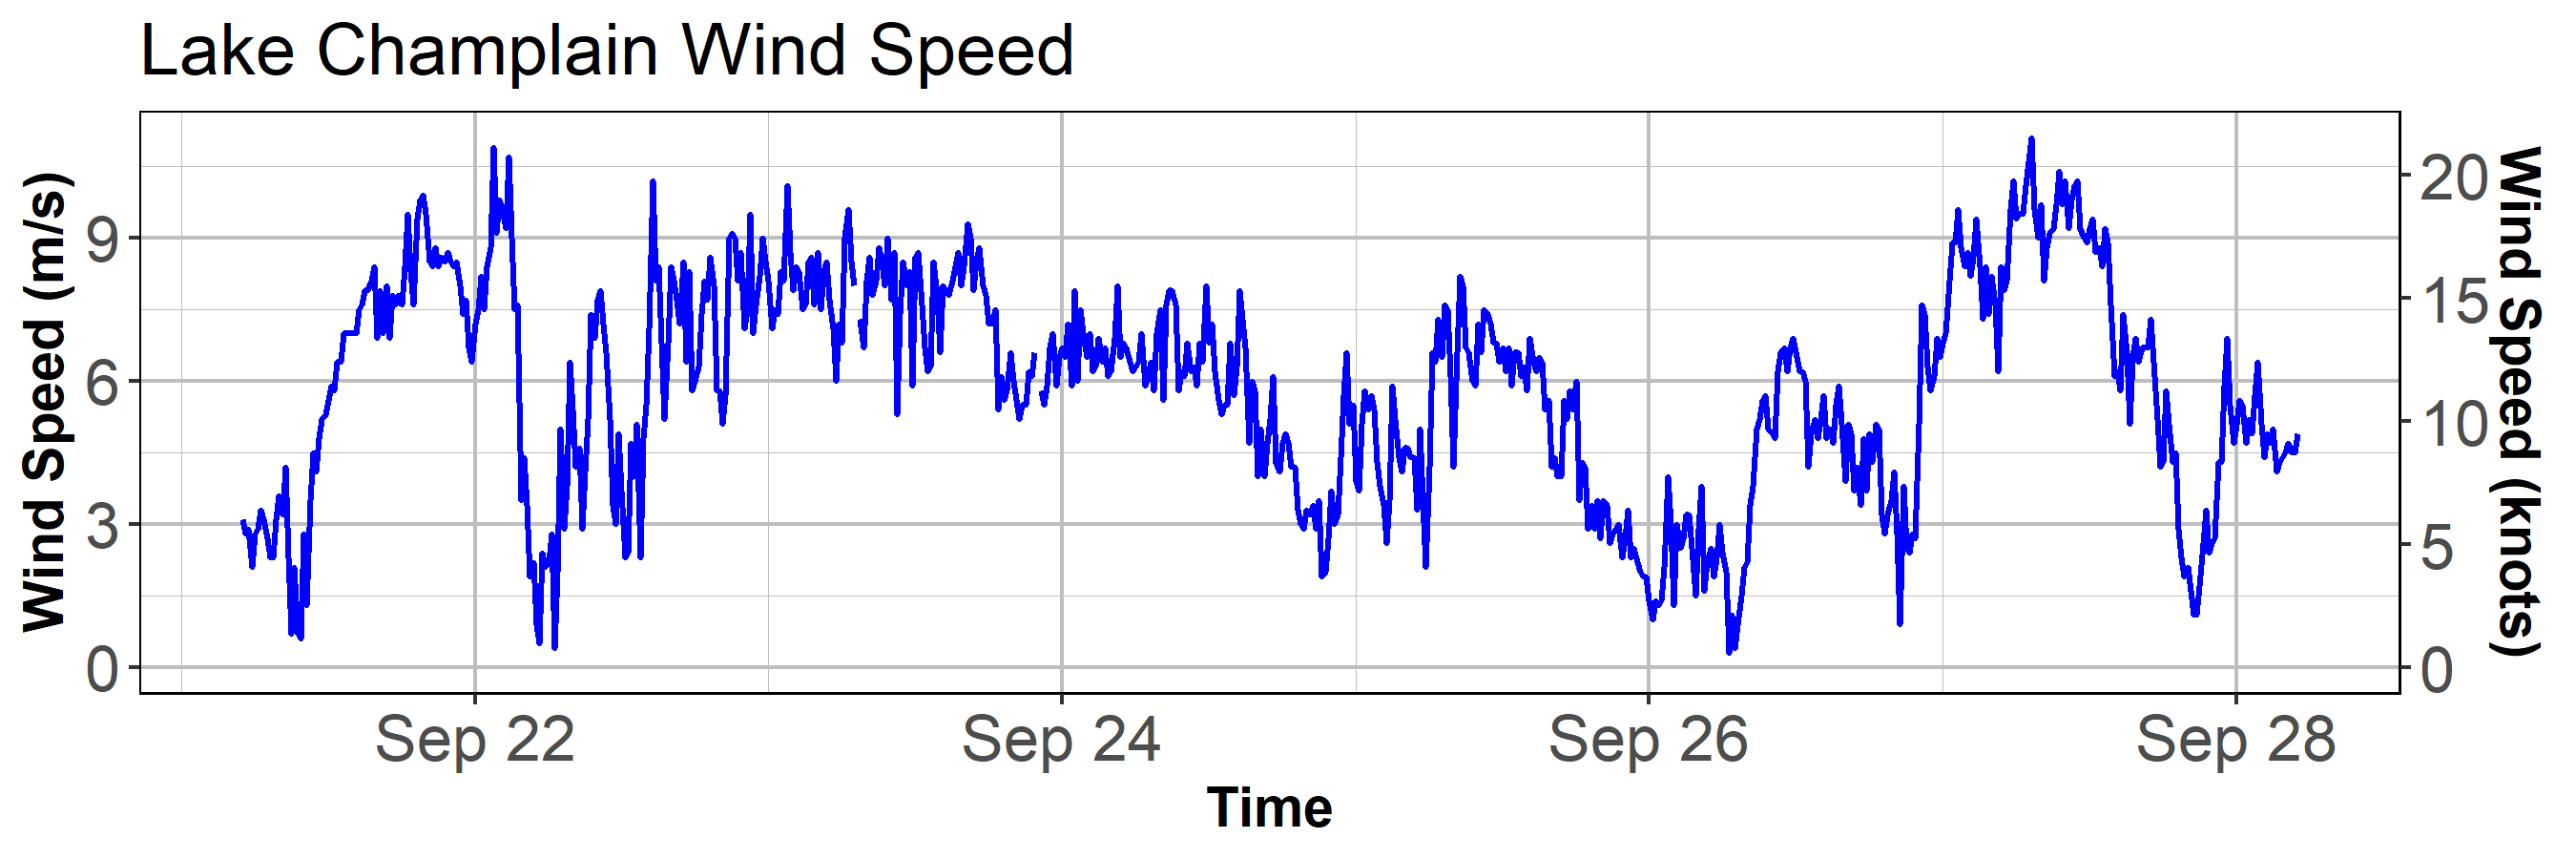 Lake Champlain Wind Speed
Wind Speed (m/s)
9
6
3
0
20
15
10
5
0
Wind Speed (knots)
Sep 22
Sep 24
Sep 26
Sep 28
Time